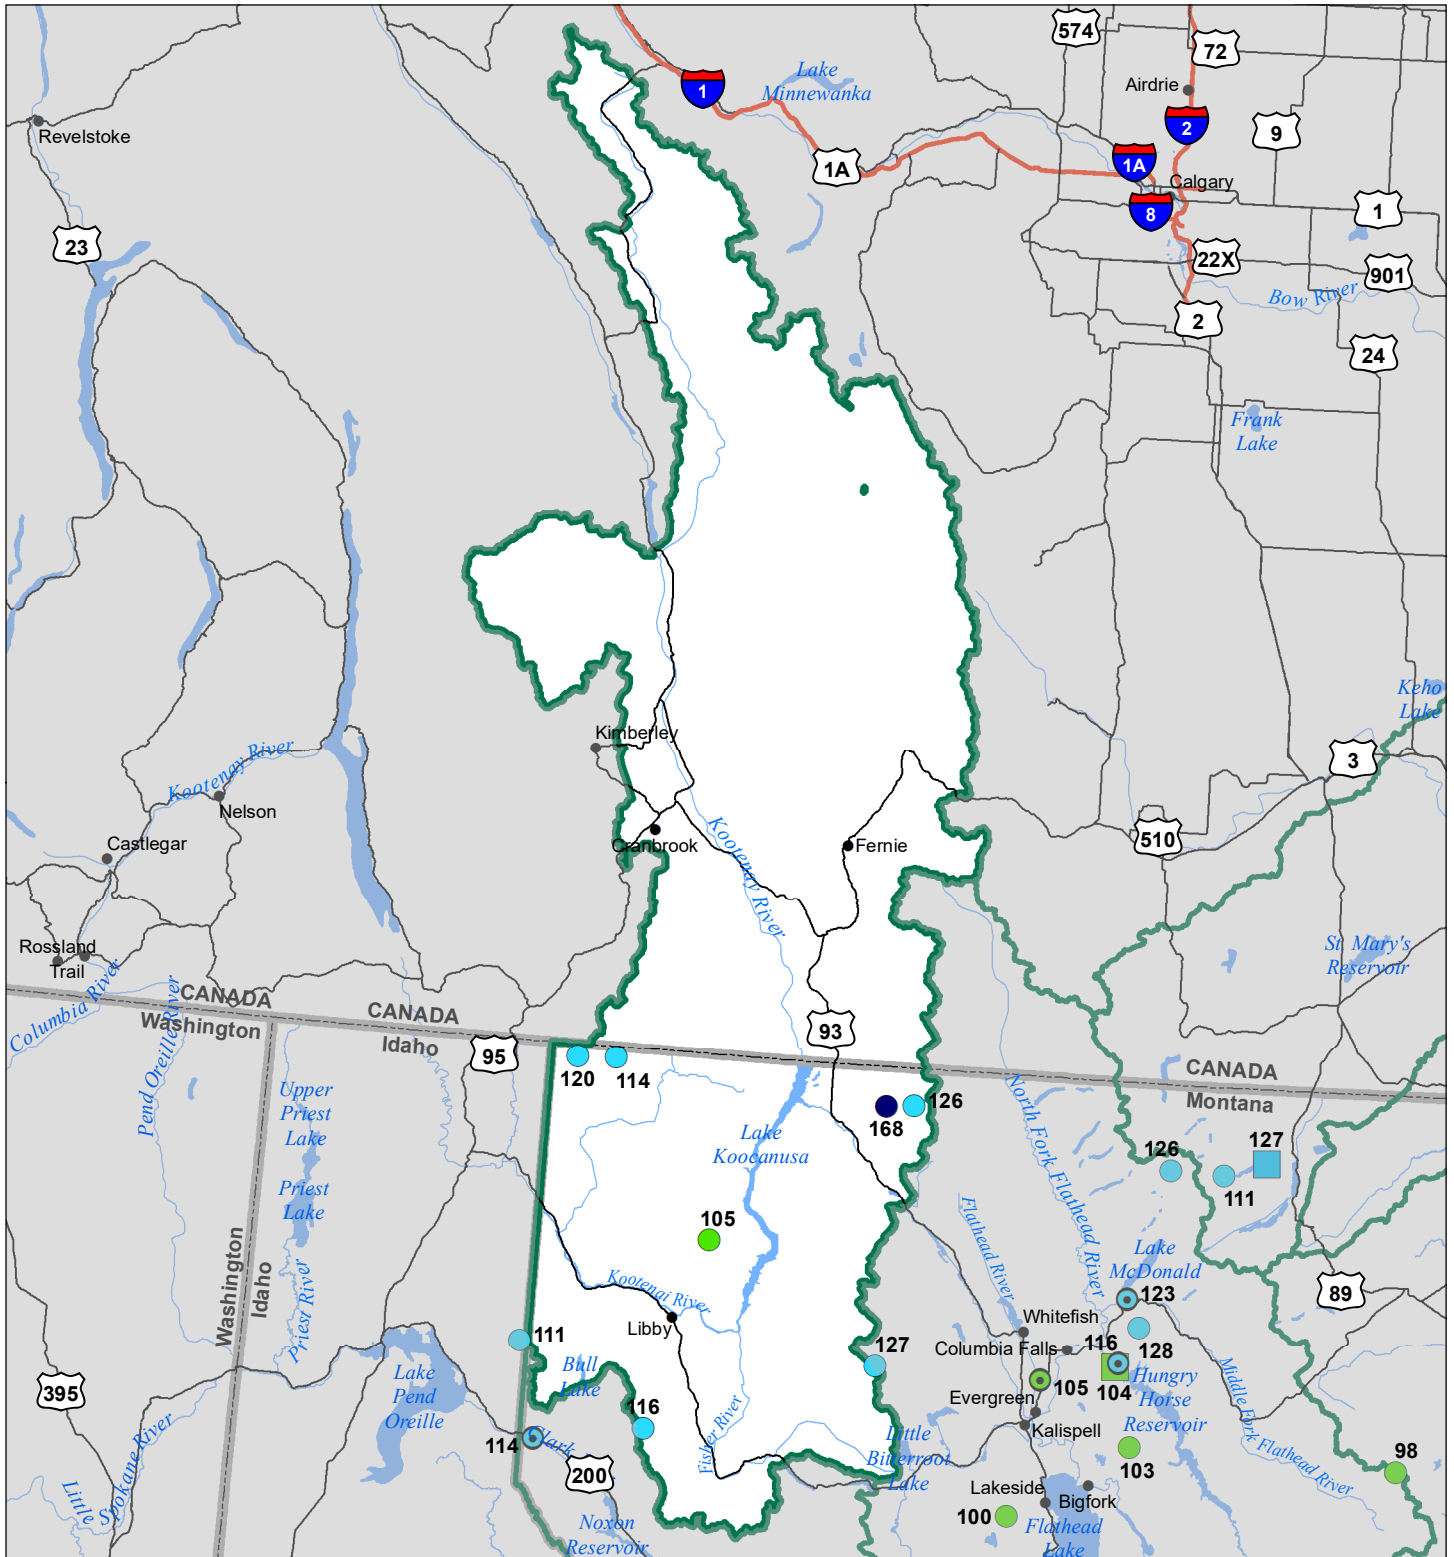 574
72
1
Lake
Minnewanka
Airdrie
2
9
Revelstoke
1A
1A
Calgary
8
1
23
22X
901
Bow River
2
24
Frank
Lake
Keho
Lake
Kimberley
3
Kootenay River
Nelson
Castlegar
Cranbrook
Kootenay River
Fernie
510
Rossland
Trail
St. Mary's
Reservoir
Columbia River
Pend Oreille River
CANADA
Washington
CANADA
Idaho
95
93
CANADA
Montana
120
114
126
168
North Fork Flathead River
Upper
Priest
Lake
Lake
Koocanusa
126
127
111
Priest
Lake
105
Flathead River
Lake
McDonald
Washington
Idaho
Priest River
Kootenai River
Libby
123
89
Whitefish
128
Columbia Falls
116
111
Bull
Lake
127
104
Hungry
Horse
Reservoir
105
Evergreen
Middle Fork Flathead River
395
Lake
Pend
Oreille
116
Fisher River
Kalispell
114
Clark
200
Little
Bitterroot
Lake
103
98
Little Spokane River
Lakeside
Bigfork
100
Noxon
Reservoir
Flathead
Lake